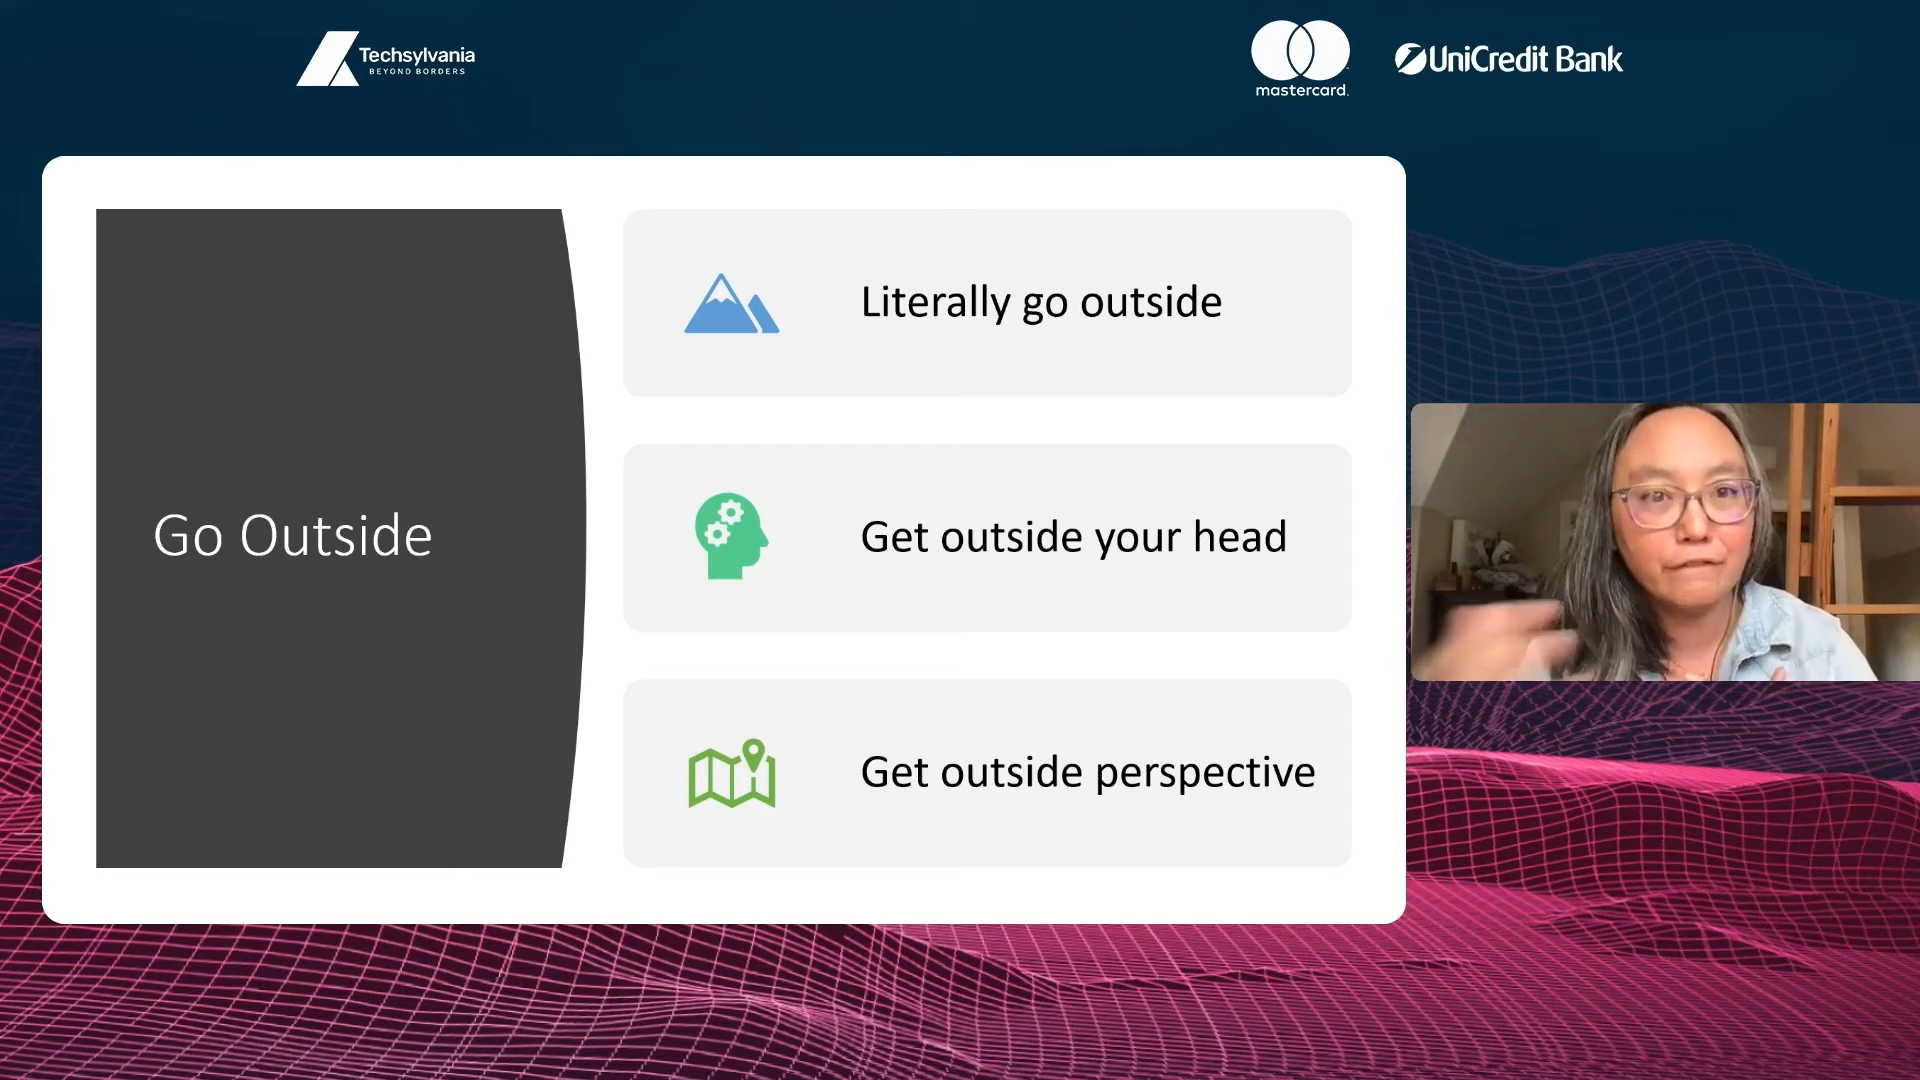 Techsylvania
BEYOND BORDERS
mastercard.
UniCredit Bank
Go Outside
Literally go outside
Get outside your head
Get outside perspective